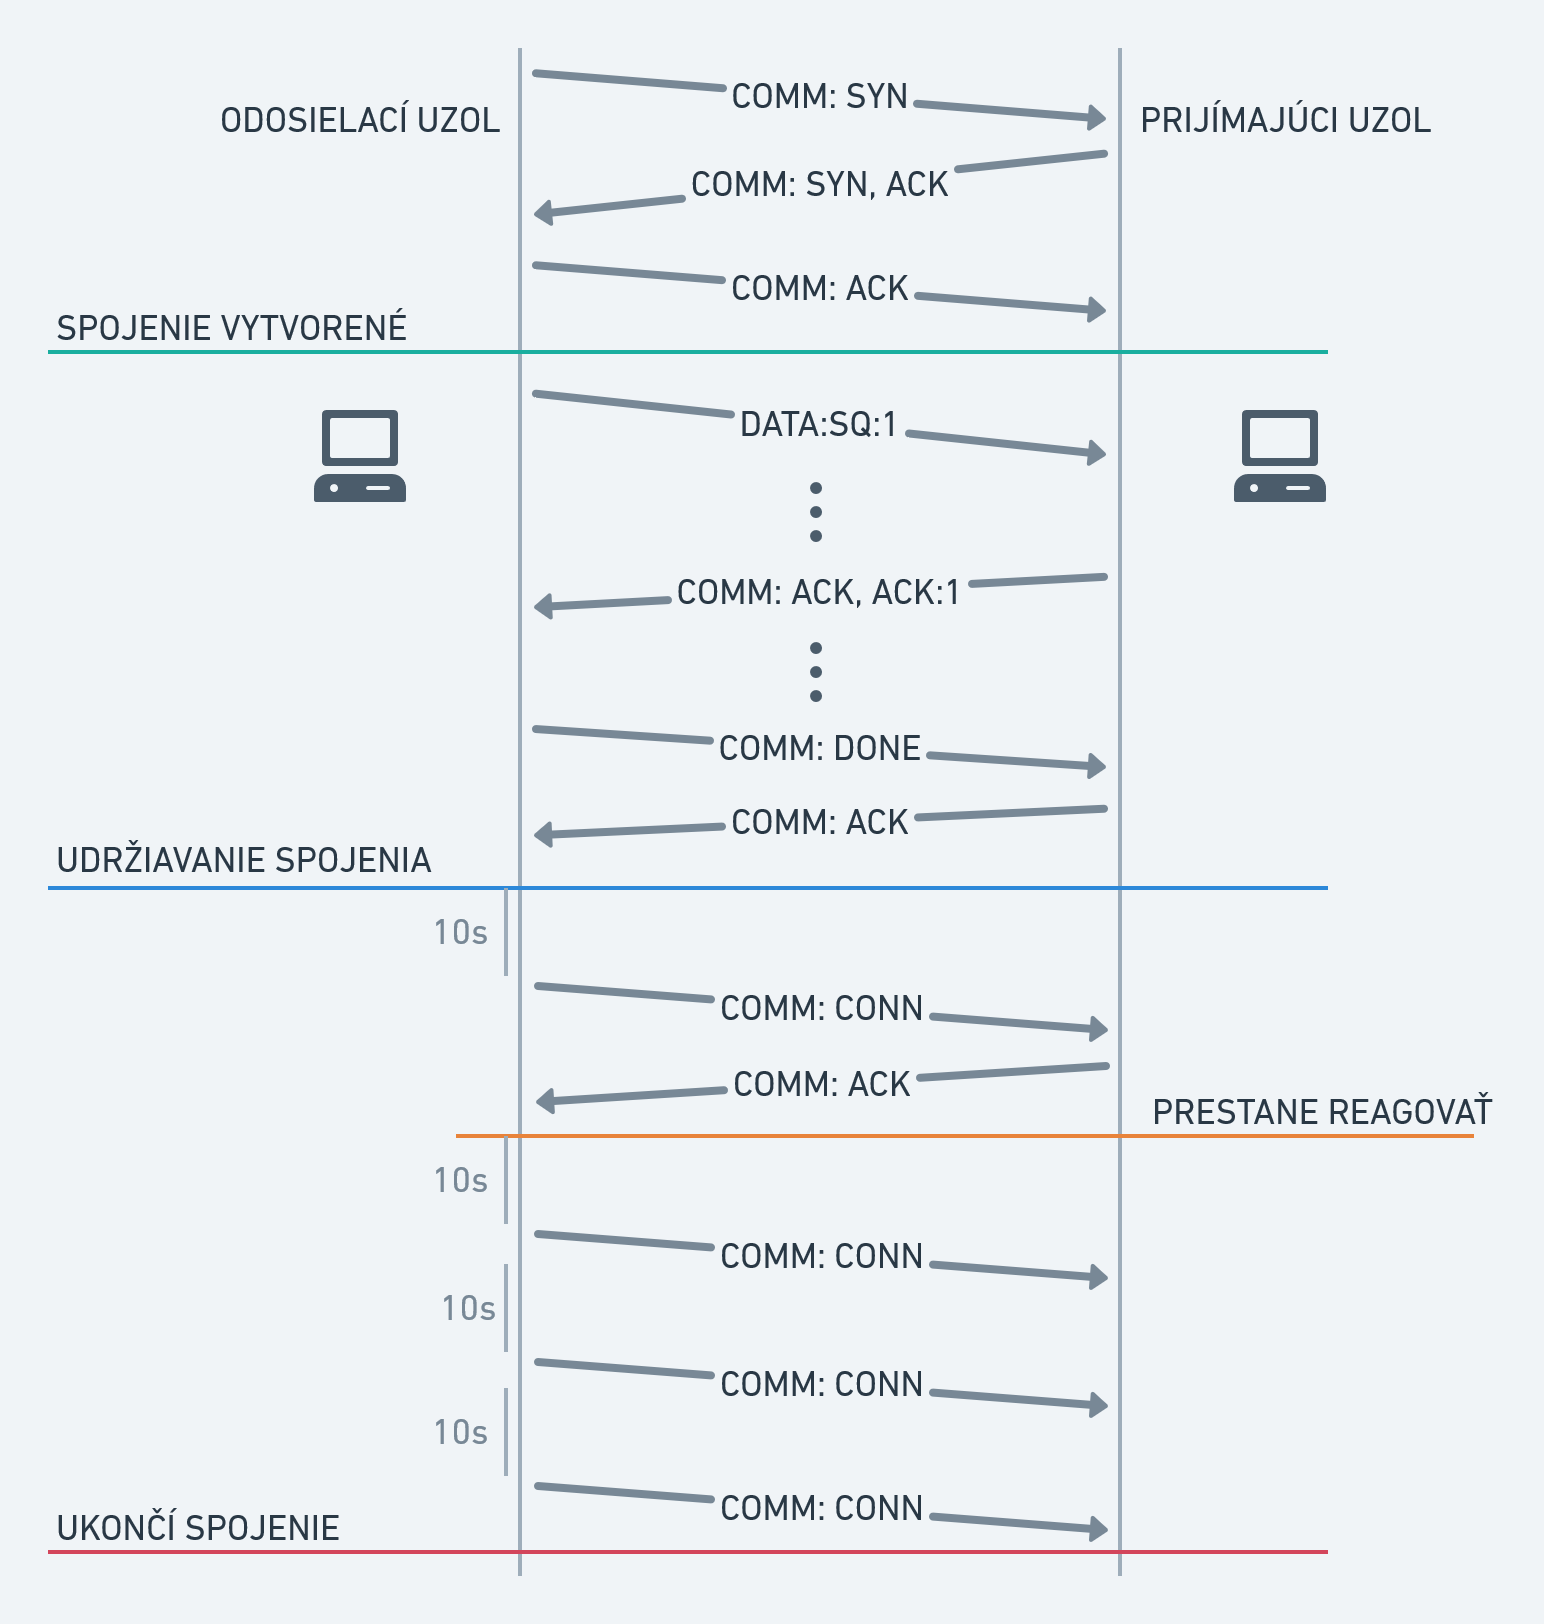 COMM: SYN
ODOSIELACÍ UZOL
PRIJÍMAJÚCI UZOL
COMM: SYN, ACK
COMM: ACK
SPOJENIE VYTVORENÉ
DATA:SQ:1
COMM: ACK, ACK:1
COMM: DONE
COMM: ACK
UDRŽIAVANIE SPOJENIA
10s
COMM: CONN
COMM: ACK
PRESTANE REAGOVAŤ
10s
COMM: CONN
10s
COMM: CONN
10s
COMM: CONN
UKONČÍ SPOJENIE